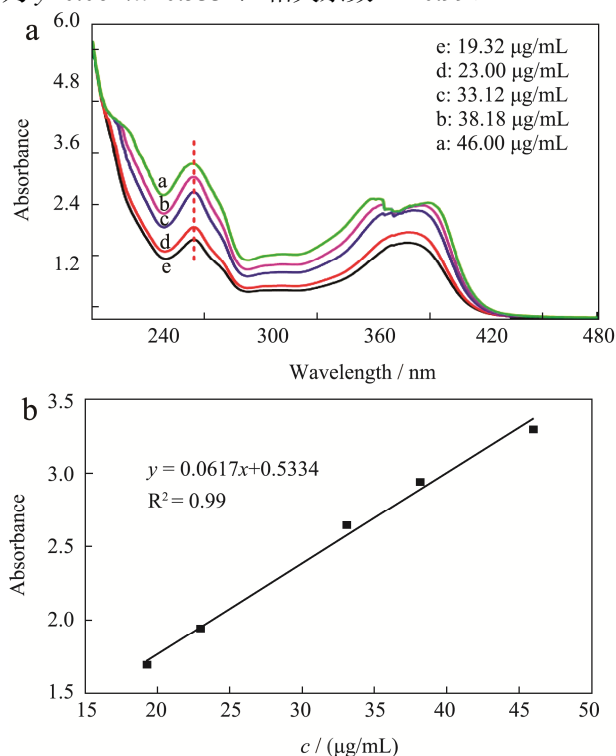 a
6.0
4.8
3.6
2.4
1.2
Absorbance
e: 19.32 μg/mL
d: 23.00 μg/mL
c: 33.12 μg/mL
b: 38.18 μg/mL
a: 46.00 μg/mL
a
b
c
d
e
240 300 360 420 480
Wavelength / nm
b
3.5
3.0
2.5
2.0
1.5
Absorbance
y = 0.0617x+0.5334
R² = 0.99
15 20 25 30 35 40 45 50
c / (μg/mL)